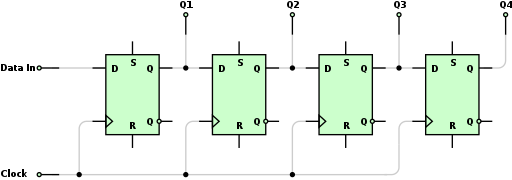 Q1 Q2 Q3 Q4
S S S S
Data In D Q D Q D Q D Q
R Q R Q R Q R Q
Clock